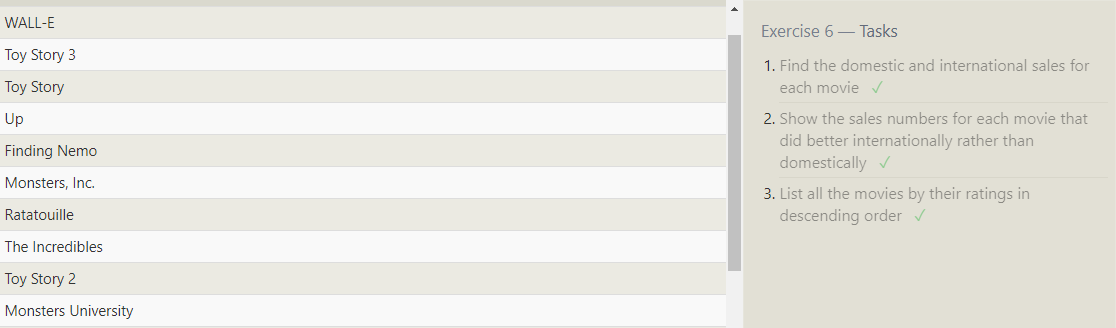 WALL-E
Toy Story 3
Toy Story
Up
Finding Nemo
Monsters, Inc.
Ratatouille
The Incredibles
Toy Story 2
Monsters University
Exercise 6 — Tasks
1. Find the domestic and international sales for
each movie ✓
2. Show the sales numbers for each movie that
did better internationally rather than
domestically ✓
3. List all the movies by their ratings in
descending order ✓